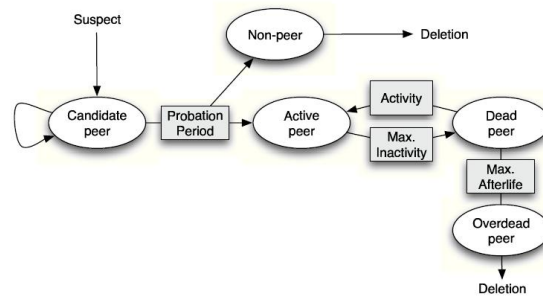 Suspect
Non-peer
Deletion
Candidate
peer
Probation
Period
Active
peer
Activity
Max.
Inactivity
Dead
peer
Max.
Afterlife
Overdead
peer
Deletion